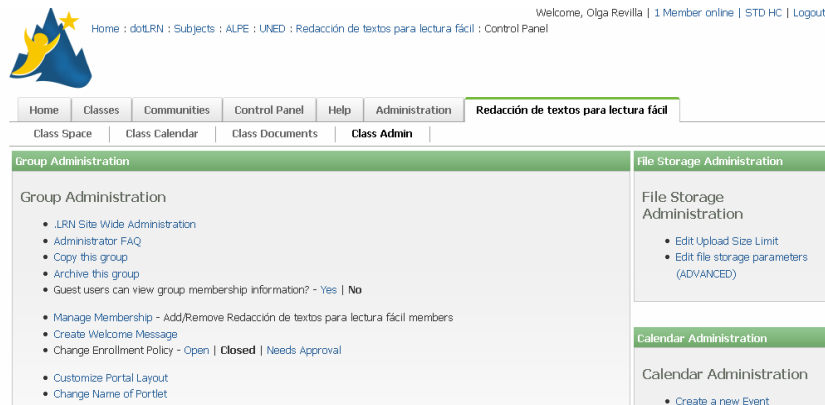 Welcome, Olga Revilla | 1 Member online | STD HC | Logout
Home : dotLRN : Subjects : ALPE : UNED : Redacción de textos para lectura fácil : Control Panel
Home Classes Communities Control Panel Help Administration Redacción de textos para lectura fácil
Class Space Class Calendar Class Documents Class Admin
Group Administration
Group Administration
.LRN Site Wide Administration
Administrator FAQ
Copy this group
Archive this group
Guest users can view group membership information? - Yes | No
Manage Membership - Add/Remove Redacción de textos para lectura fácil members
Create Welcome Message
Change Enrollment Policy - Open | Closed | Needs Approval
Customize Portal Layout
Change Name of Portlet
File Storage Administration
File Storage
Administration
Edit Upload Size Limit
Edit file storage parameters
(ADVANCED)
Calendar Administration
Calendar Administration
Create a new Event